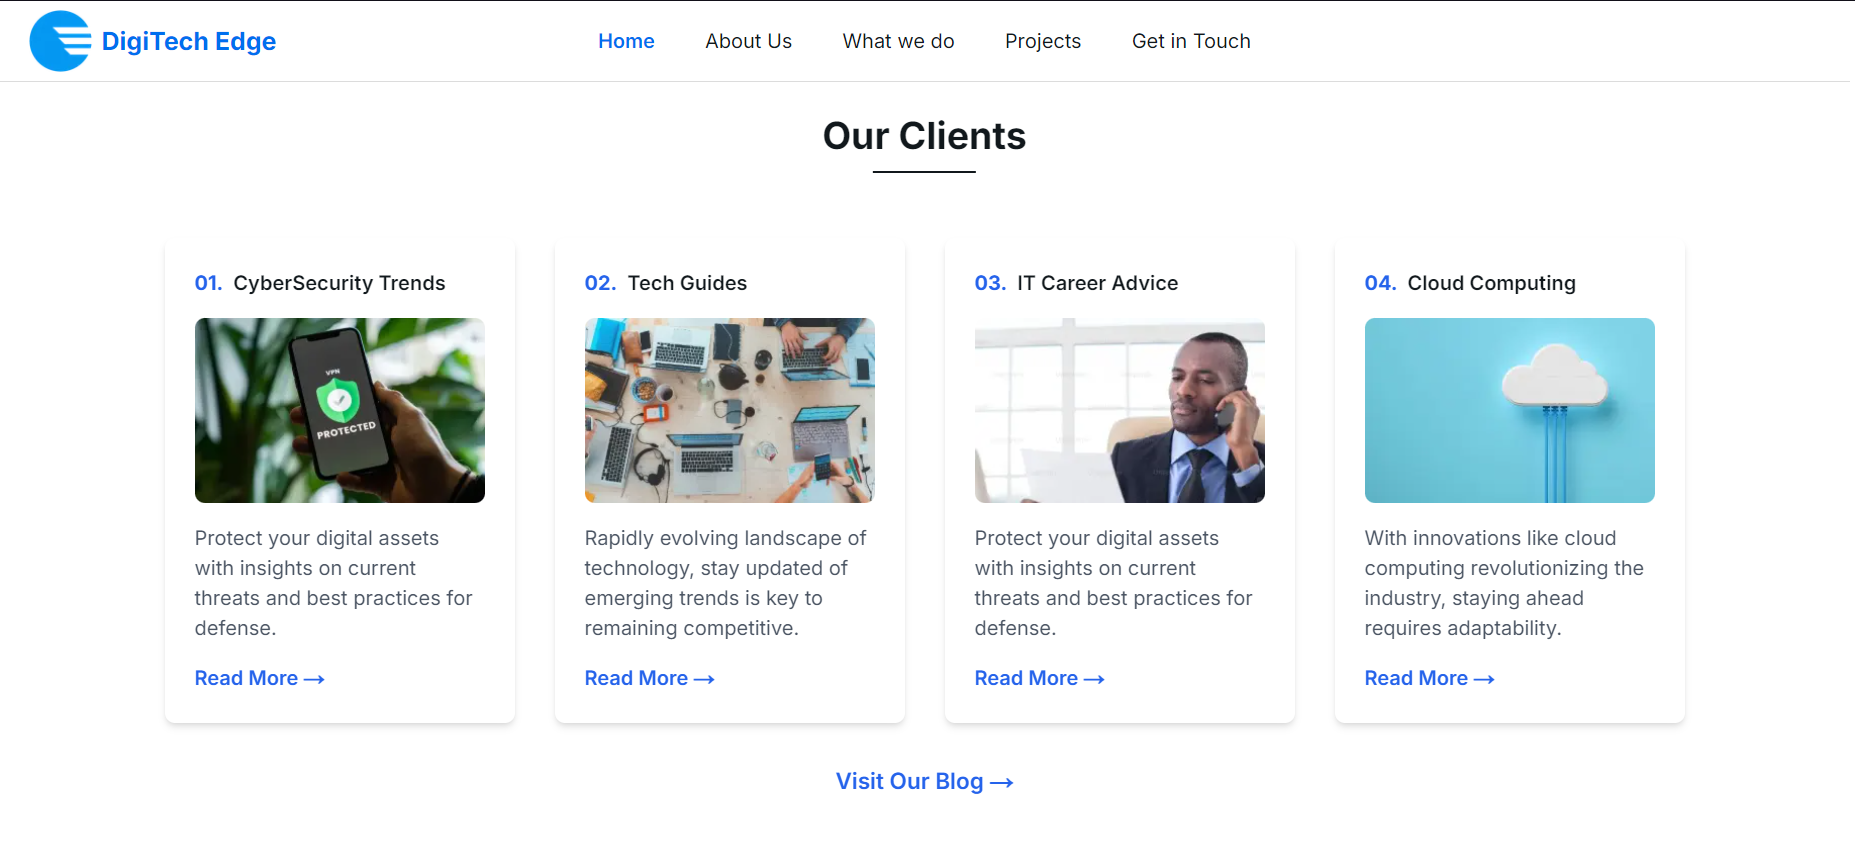 DigiTech Edge
Home About Us What we do Projects Get in Touch
Our Clients
01. CyberSecurity Trends
VPN
PROTECTED
Protect your digital assets
with insights on current
threats and best practices for
defense.
Read More →
02. Tech Guides
Rapidly evolving landscape of
technology, stay updated of
emerging trends is key to
remaining competitive.
Read More →
03. IT Career Advice
Protect your digital assets
with insights on current
threats and best practices for
defense.
Read More →
04. Cloud Computing
With innovations like cloud
computing revolutionizing the
industry, staying ahead
requires adaptability.
Read More →
Visit Our Blog →